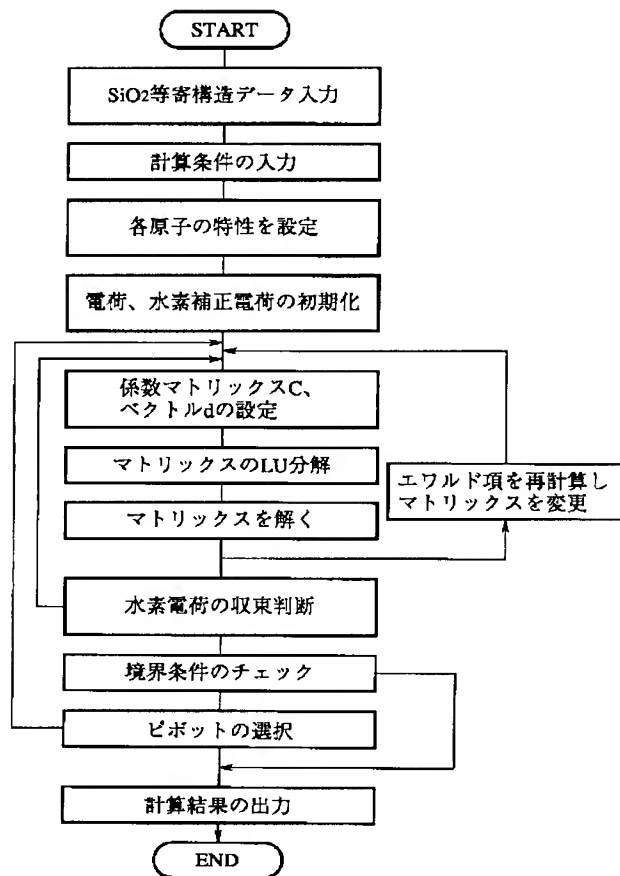 START
SiO2等寄構造データ入力
計算条件の入力
各原子の特性を設定
電荷、水素補正電荷の初期化
係数マトリックスC、
ベクトルdの設定
マトリックスのLU分解
マトリックスを解く
エワルド項を再計算し
マトリックスを変更
水素電荷の収束判断
境界条件のチェック
ピボットの選択
計算結果の出力
END